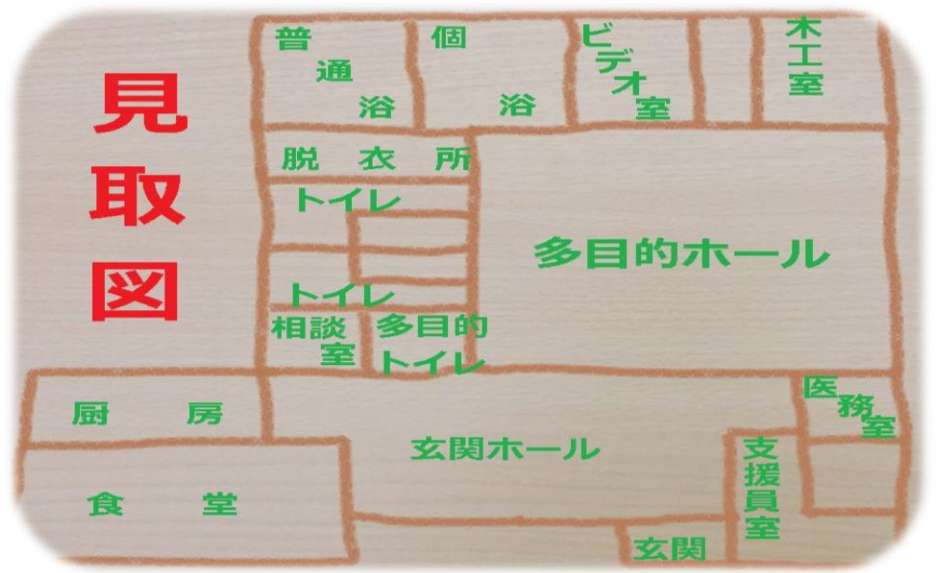 見取図
普通浴
個浴
ビデオ室
木工室
脱衣所
トイレ
多目的ホール
トイレ
相談室
多目的トイレ
厨房
玄関ホール
医務室
食堂
支援員室
玄関